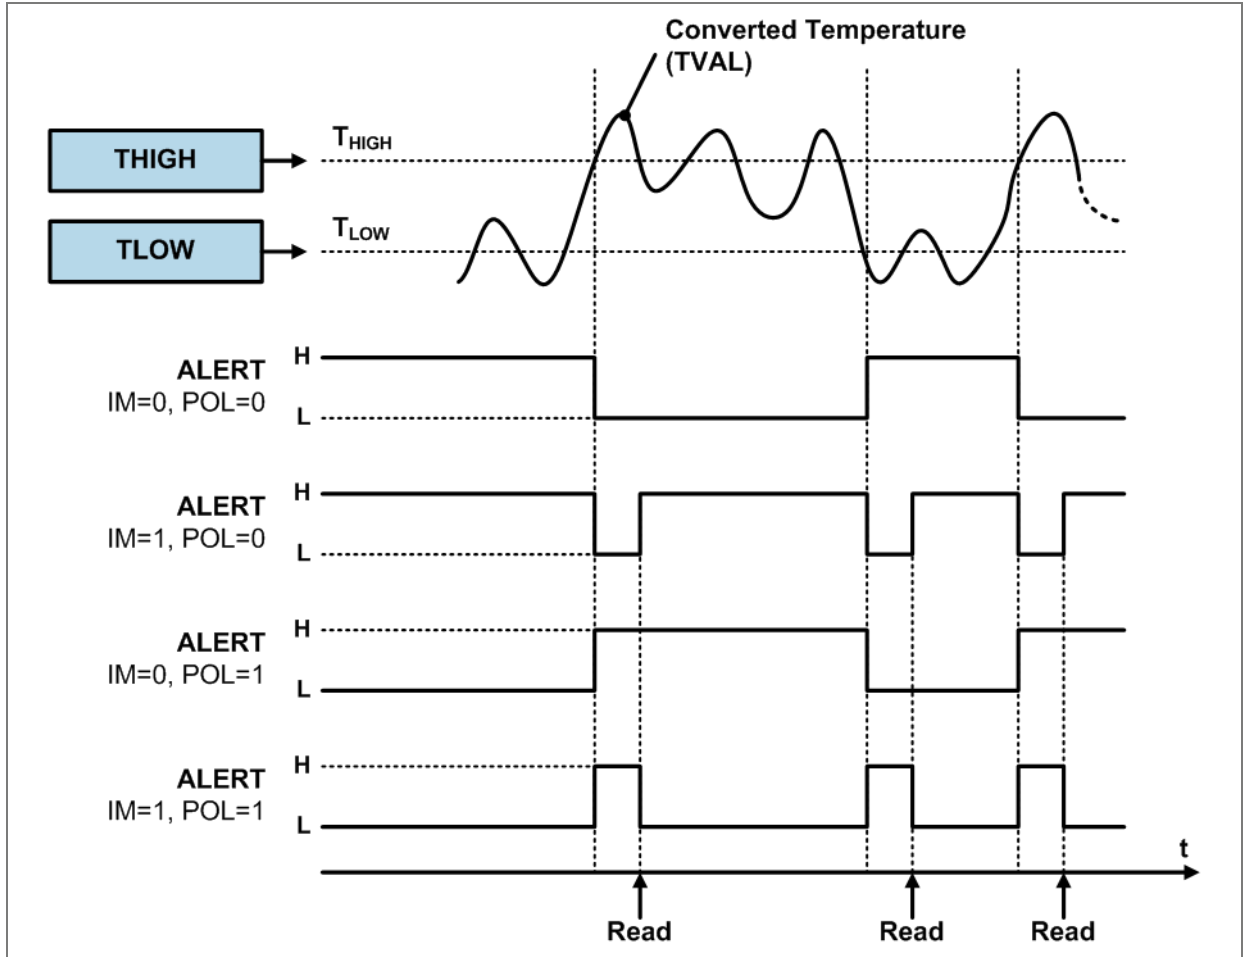 Converted Temperature
(TVAL)
THIGH
THIGH
TLOW
TLOW
ALERT
IM=0, POL=0
H
L
ALERT
IM=1, POL=0
H
L
ALERT
IM=0, POL=1
H
L
ALERT
IM=1, POL=1
H
L
t
Read
Read
Read